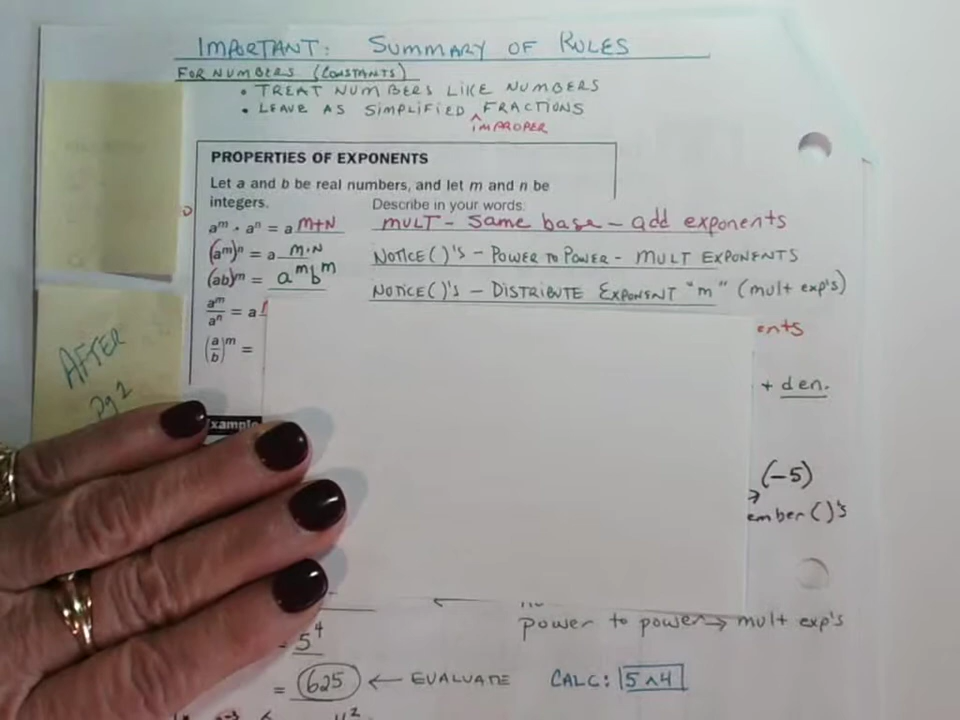 IMPORTANT: SUMMARY OF RULES
FOR NUMBERS (CONSTANTS)
• TREAT NUMBERS LIKE NUMBERS
• LEAVE AS SIMPLIFIED ^ FRACTIONS
IMPROPER
PROPERTIES OF EXPONENTS
Let a and b be real numbers, and let m and n be
integers. Describe in your words:
aᵐ · aⁿ = a M+N MULT - Same base - add exponents
(aᵐ)ⁿ = a M·N NOTICE ( )'S - POWER TO POWER - MULT EXPONENTS
(ab)ᵐ = aᵐbᵐ NOTICE ( )'S - DISTRIBUTE EXPONENT "m" (mult exp's)
aᵐ/aⁿ = a ents
(a/b)ᵐ =
+ den.
AFTER
pg 2
Example
(-5)
ember ( )'s
power to power → mult exp's
5⁴
= 625 ← EVALUATE CALC: 5^4